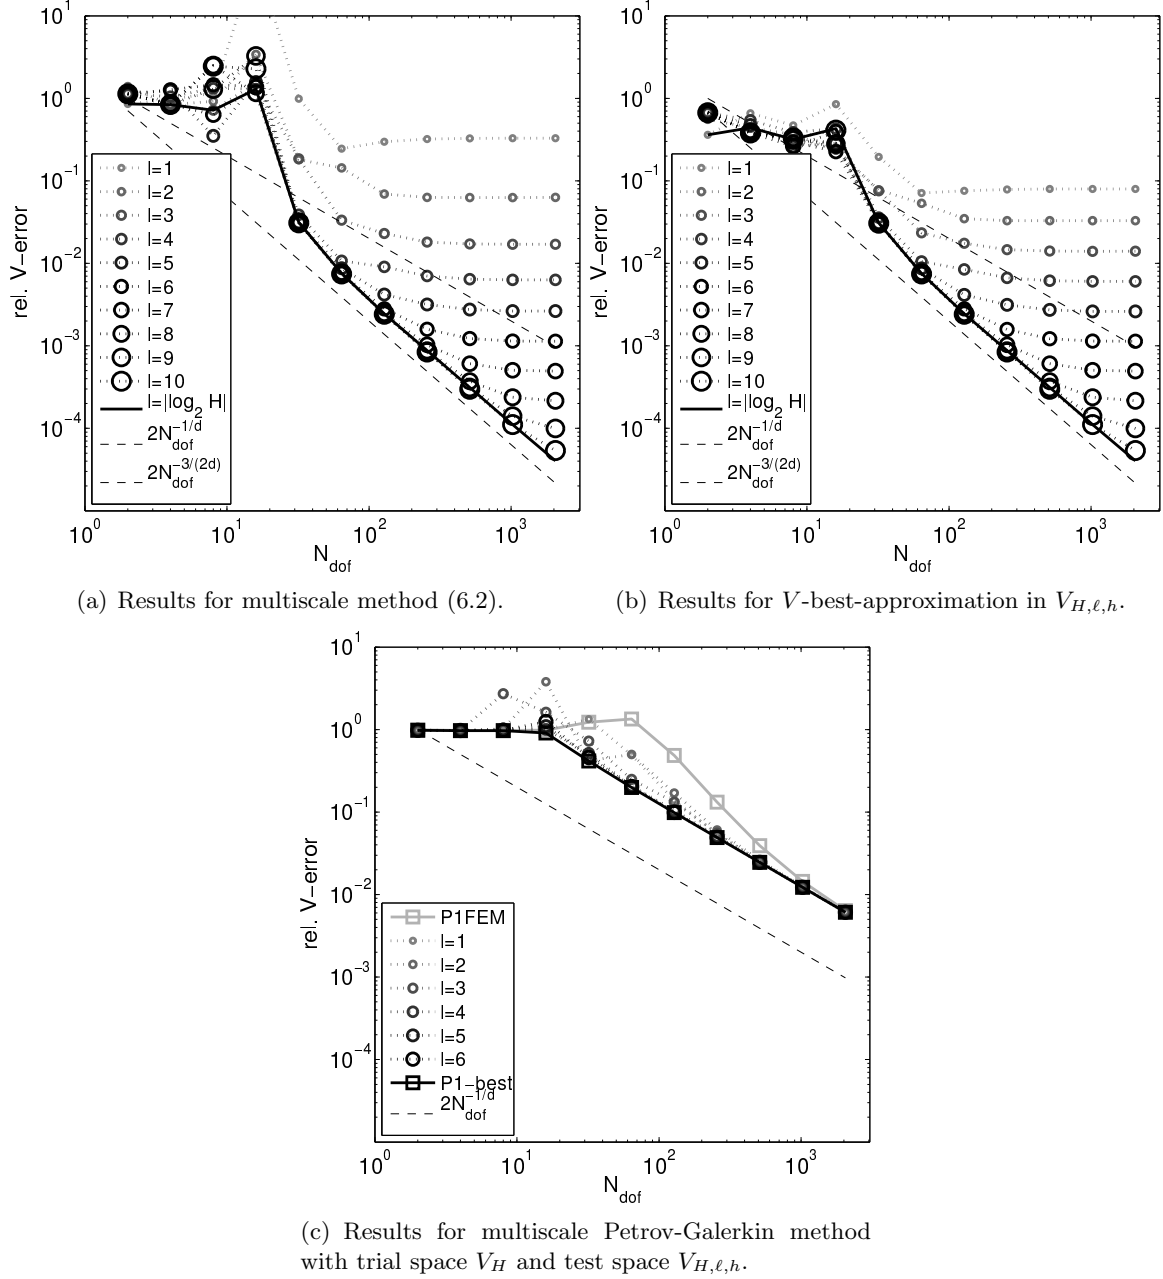 10^1
10^0
10^-1
10^-2
10^-3
10^-4
rel. V-error
l=1
l=2
l=3
l=4
l=5
l=6
l=7
l=8
l=9
l=10
l=|log_2 H|
2N_dof^-1/d
2N_dof^-3/(2d)
10^0
10^1
10^2
10^3
N_dof
(a) Results for multiscale method (6.2).
10^1
10^0
10^-1
10^-2
10^-3
10^-4
rel. V-error
l=1
l=2
l=3
l=4
l=5
l=6
l=7
l=8
l=9
l=10
l=|log_2 H|
2N_dof^-1/d
2N_dof^-3/(2d)
10^0
10^1
10^2
10^3
N_dof
(b) Results for V-best-approximation in V_{H,ℓ,h}.
10^1
10^0
10^-1
10^-2
10^-3
10^-4
rel. V-error
P1FEM
l=1
l=2
l=3
l=4
l=5
l=6
P1-best
2N_dof^-1/d
10^0
10^1
10^2
10^3
N_dof
(c) Results for multiscale Petrov-Galerkin method
with trial space V_H and test space V_{H,ℓ,h}.